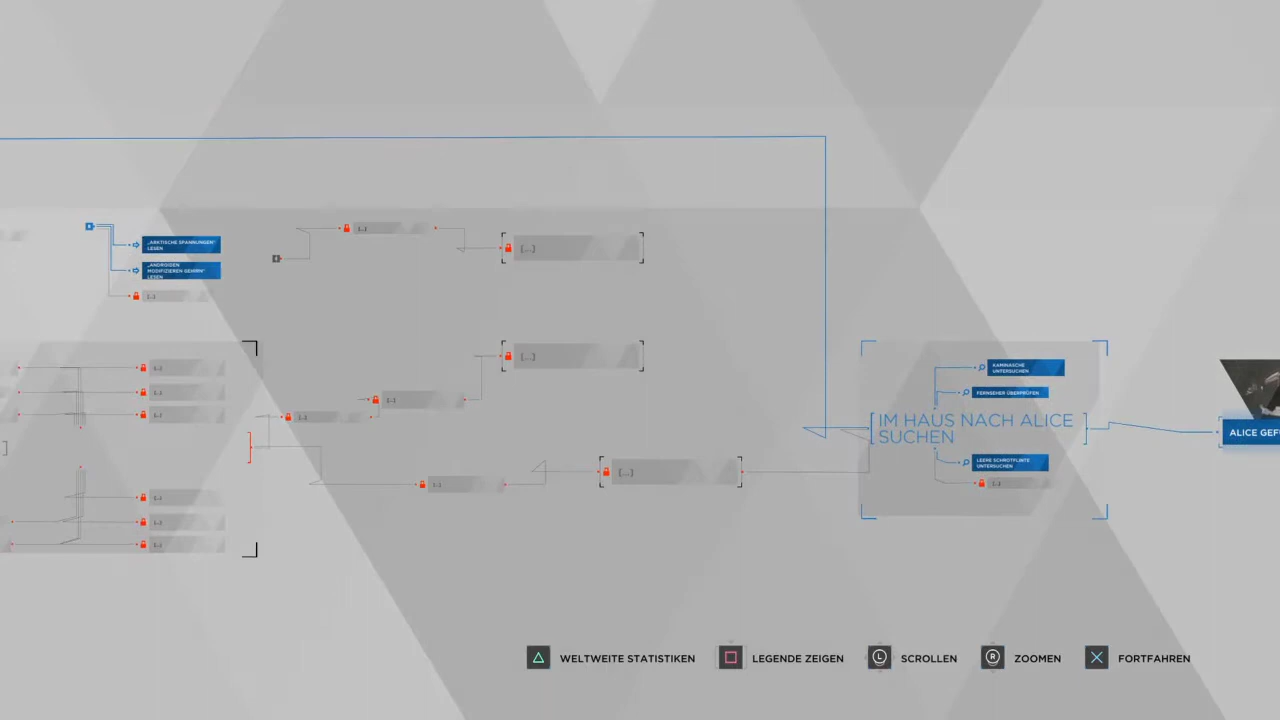 „ARKTISCHE SPANNUNGEN"
LESEN
„ANDROIDEN
MODIFIZIEREN GEHIRN"
LESEN
[...]
[...]
[...]
[...]
[...]
[...]
[...]
[...]
[...]
[...]
[...]
[...]
[...]
[...]
KAMINASCHE
UNTERSUCHEN
FERNSEHER ÜBERPRÜFEN
IM HAUS NACH ALICE
SUCHEN
LEERE SCHROTFLINTE
UNTERSUCHEN
[...]
ALICE GEF
WELTWEITE STATISTIKEN
LEGENDE ZEIGEN
L
SCROLLEN
R
ZOOMEN
FORTFAHREN